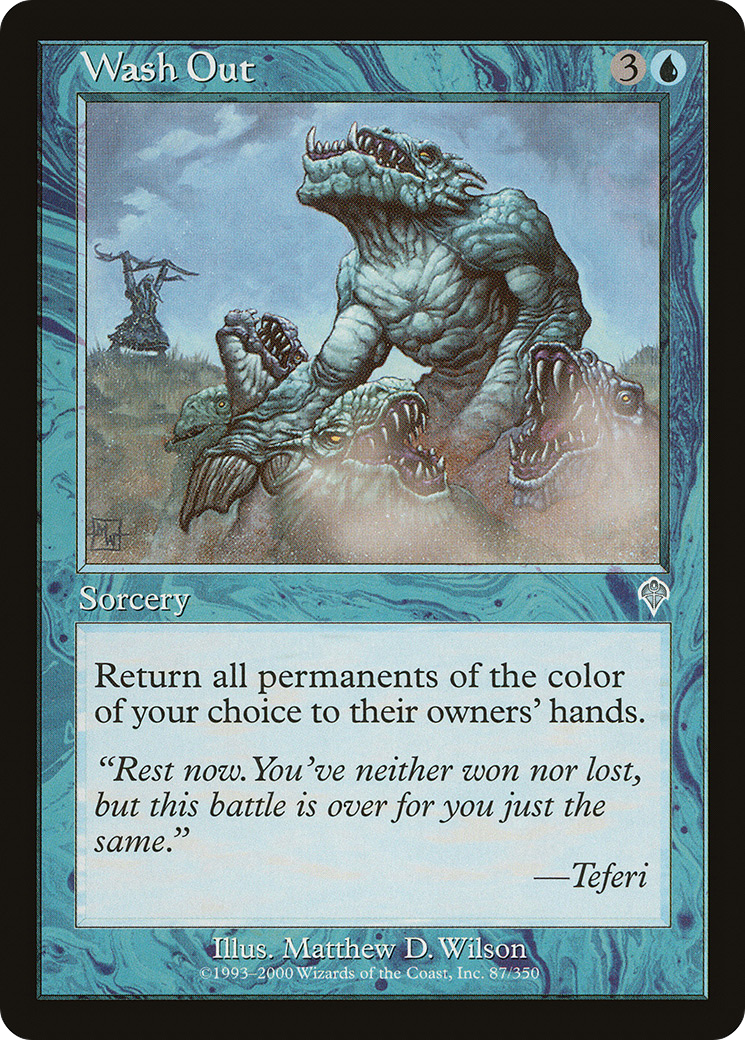 Wash Out 3
MW
Sorcery
Return all permanents of the color
of your choice to their owners’ hands.
“Rest now. You’ve neither won nor lost,
but this battle is over for you just the
same.”
—Teferi
Illus. Matthew D. Wilson
©1993–2000 Wizards of the Coast, Inc. 87/350